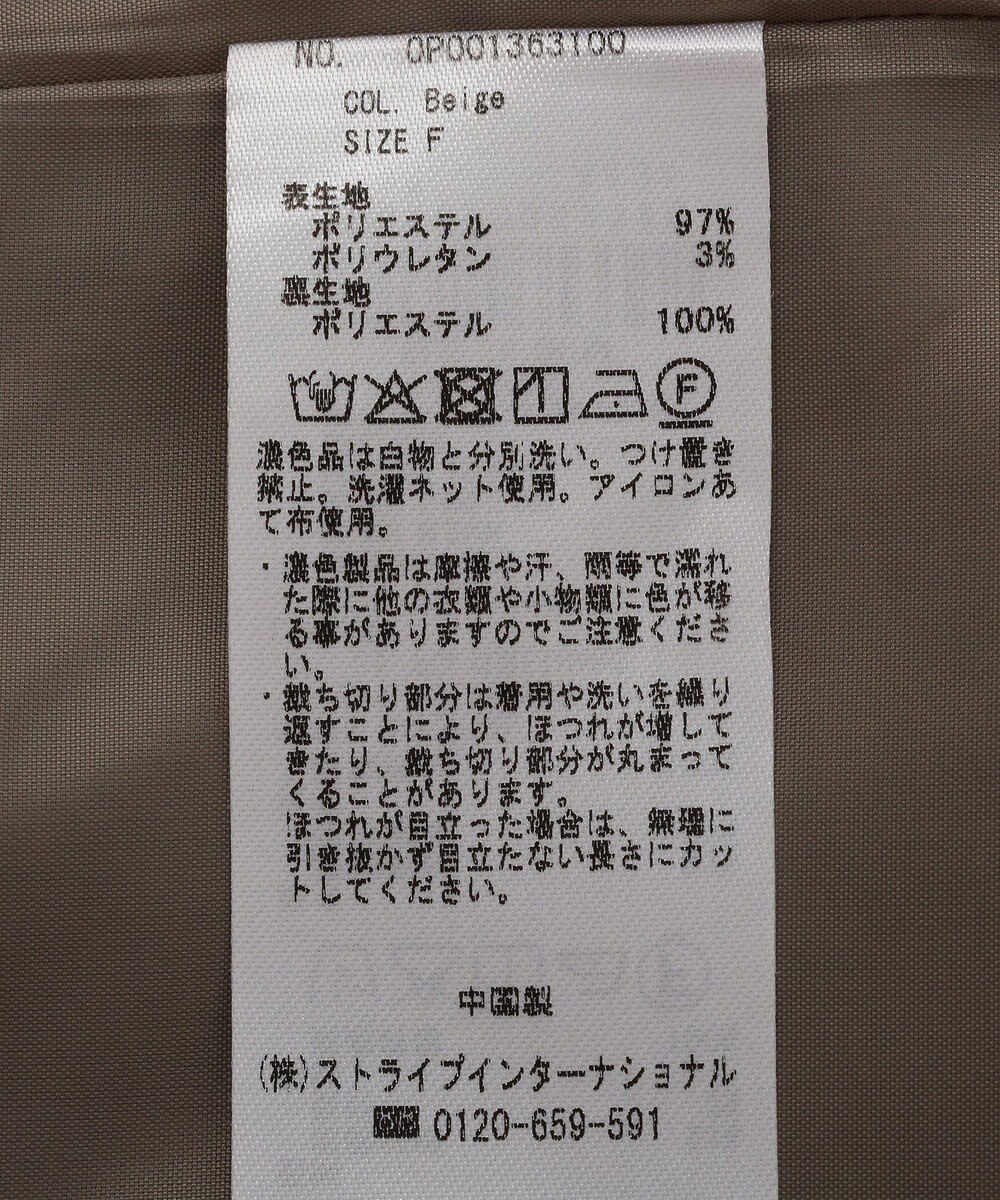 NO. OP001363100
COL. Beige
SIZE F
表生地
ポリエステル 97%
ポリウレタン 3%
裏生地
ポリエステル 100%
F
濃色品は白物と分別洗い。つけ置き
禁止。洗濯ネット使用。アイロンあ
て布使用。
・濃色製品は摩擦や汗、雨等で濡れ
た際に他の衣類や小物類に色が移
る事がありますのでご注意くださ
い。
・裁ち切り部分は着用や洗いを繰り
返すことにより、ほつれが増して
きたり、裁ち切り部分が丸まって
くることがあります。
ほつれが目立った場合は、無理に
引き抜かず目立たない長さにカッ
トしてください。
中国製
(株)ストライプインターナショナル
0120-659-591